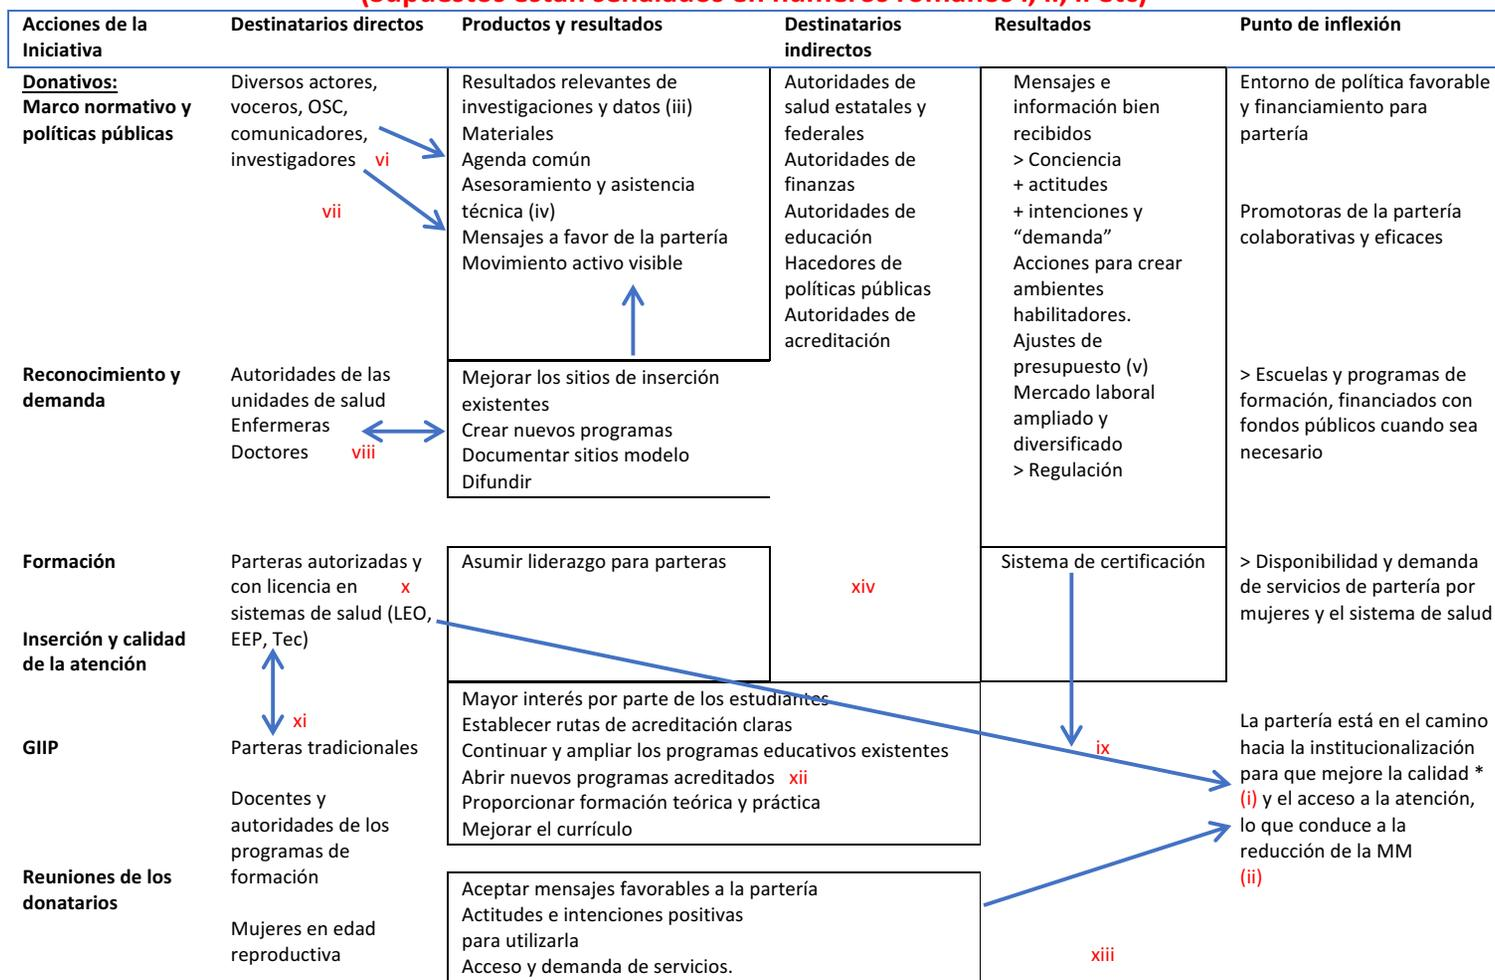 (Supuestos están señalados en números romanos etc)
Acciones de la
Iniciativa
Destinatarios directos
Productos y resultados
Destinatarios
indirectos
Resultados
Punto de inflexión
Donativos:
Marco normativo y
políticas públicas
Reconocimiento y
demanda
Formación
Inserción y calidad
de la atención
GIIP
Reuniones de los
donatarios
Diversos actores,
voceros, OSC,
comunicadores,
investigadores vi
vii
Autoridades de las
unidades de salud
Enfermeras
Doctores viii
Parteras autorizadas y
con licencia en x
sistemas de salud (LEO,
EEP, Tec)
xi
Parteras tradicionales
Docentes y
autoridades de los
programas de
formación
Mujeres en edad
reproductiva
Resultados relevantes de
investigaciones y datos (iii)
Materiales
Agenda común
Asesoramiento y asistencia
técnica (iv)
Mensajes a favor de la partería
Movimiento activo visible
Mejorar los sitios de inserción
existentes
Crear nuevos programas
Documentar sitios modelo
Difundir
Asumir liderazgo para parteras
Mayor interés por parte de los estudiantes
Establecer rutas de acreditación claras
Continuar y ampliar los programas educativos existentes
Abrir nuevos programas acreditados xii
Proporcionar formación teórica y práctica
Mejorar el currículo
Aceptar mensajes favorables a la partería
Actitudes e intenciones positivas
para utilizarla
Acceso y demanda de servicios.
Autoridades de
salud estatales y
federales
Autoridades de
finanzas
Autoridades de
educación
Hacedores de
políticas públicas
Autoridades de
acreditación
xiv
Mensajes e
información bien
recibidos
> Conciencia
+ actitudes
+ intenciones y
“demanda”
Acciones para crear
ambientes
habilitadores.
Ajustes de
presupuesto (v)
Mercado laboral
ampliado y
diversificado
> Regulación
Sistema de certificación
ix
xiii
Entorno de política favorable
y financiamiento para
partería
Promotoras de la partería
colaborativas y eficaces
> Escuelas y programas de
formación, financiados con
fondos públicos cuando sea
necesario
> Disponibilidad y demanda
de servicios de partería por
mujeres y el sistema de salud
La partería está en el camino
hacia la institucionalización
para que mejore la calidad *
(i) y el acceso a la atención,
lo que conduce a la
reducción de la MM
(ii)